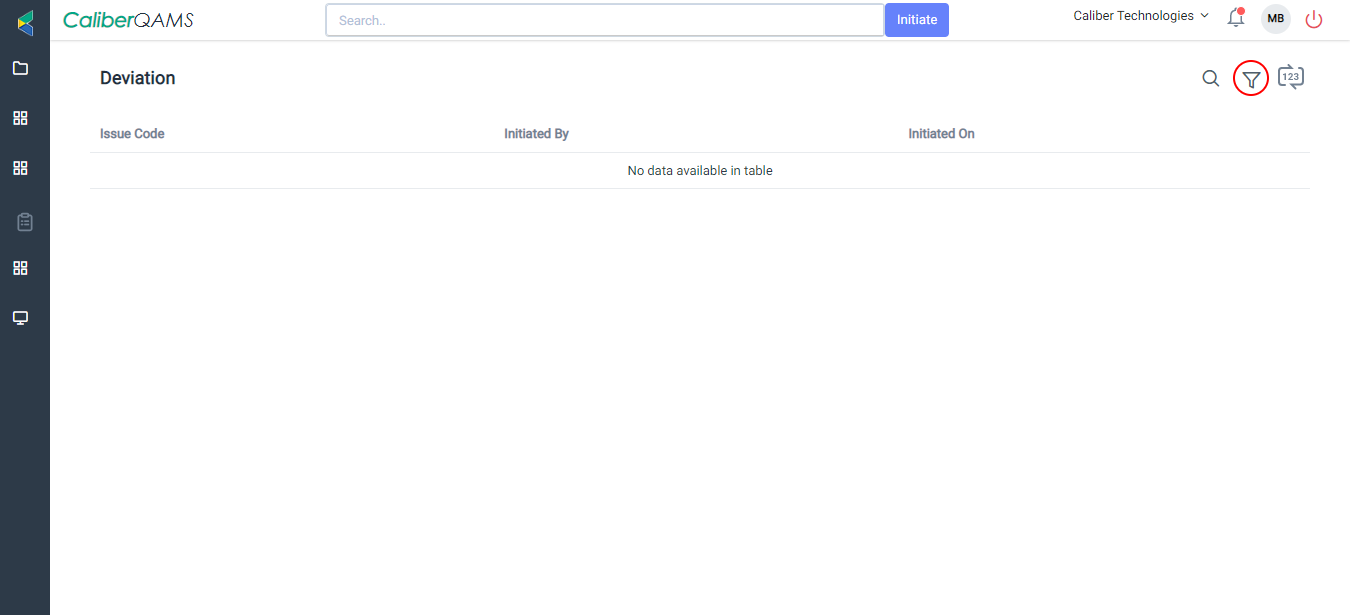 CaliberQAMS
Search..
Initiate
Caliber Technologies
MB
Deviation
123
Issue Code
Initiated By
Initiated On
No data available in table